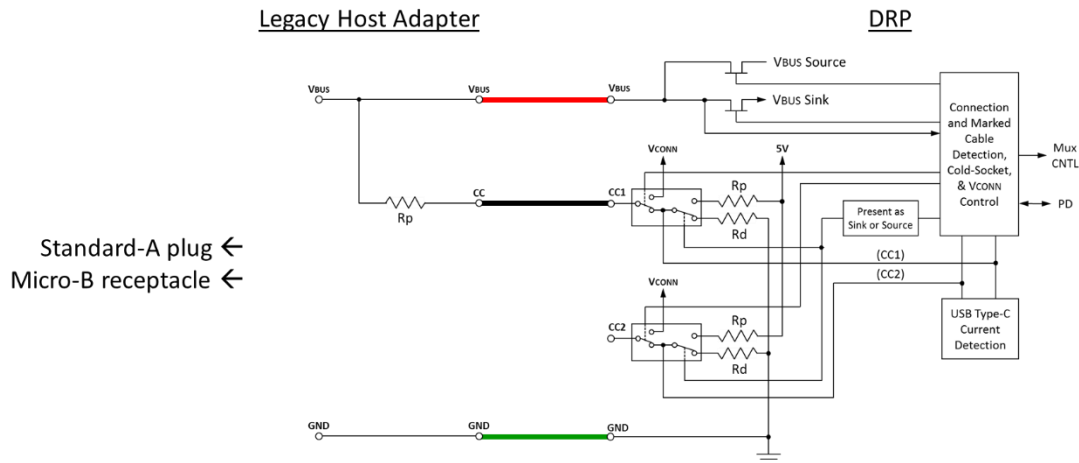 Legacy Host Adapter
DRP
VBUS
VBUS
VBUS
VBUS Source
VBUS Sink
Connection
and Marked
Cable
Detection,
Cold-Socket,
& VCONN
Control
Mux
CNTL
PD
VCONN
5V
Rp
CC
CC1
Rp
Rd
Present as
Sink or Source
Standard-A plug ←
Micro-B receptacle ←
(CC1)
(CC2)
VCONN
CC2
Rp
Rd
USB Type-C
Current
Detection
GND
GND
GND